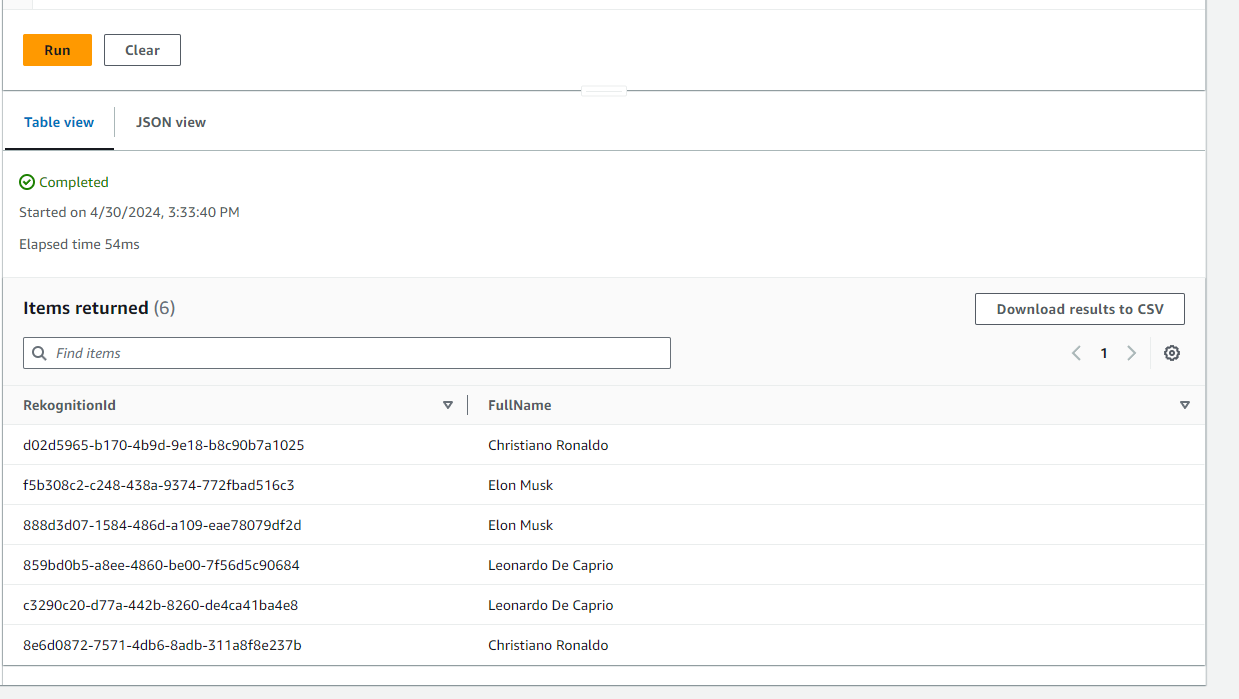 Run Clear
Table view JSON view
Completed
Started on 4/30/2024, 3:33:40 PM
Elapsed time 54ms
Items returned (6) Download results to CSV
Find items 1
RekognitionId FullName
d02d5965-b170-4b9d-9e18-b8c90b7a1025 Christiano Ronaldo
f5b308c2-c248-438a-9374-772fbad516c3 Elon Musk
888d3d07-1584-486d-a109-eae78079df2d Elon Musk
859bd0b5-a8ee-4860-be00-7f56d5c90684 Leonardo De Caprio
c3290c20-d77a-442b-8260-de4ca41ba4e8 Leonardo De Caprio
8e6d0872-7571-4db6-8adb-311a8f8e237b Christiano Ronaldo